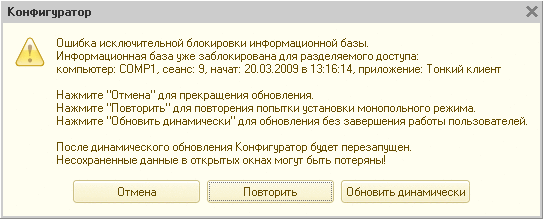 Конфигуратор
Ошибка исключительной блокировки информационной базы.
Информационная база уже заблокирована для разделяемого доступа:
компьютер: COMP1, сеанс: 9, начат: 20.03.2009 в 13:16:14, приложение: Тонкий клиент
Нажмите "Отмена" для прекращения обновления.
Нажмите "Повторить" для повторения попытки установки монопольного режима.
Нажмите "Обновить динамически" для обновления без завершения работы пользователей.
После динамического обновления Конфигуратор будет перезапущен.
Несохраненные данные в открытых окнах могут быть потеряны!
Отмена
Повторить
Обновить динамически